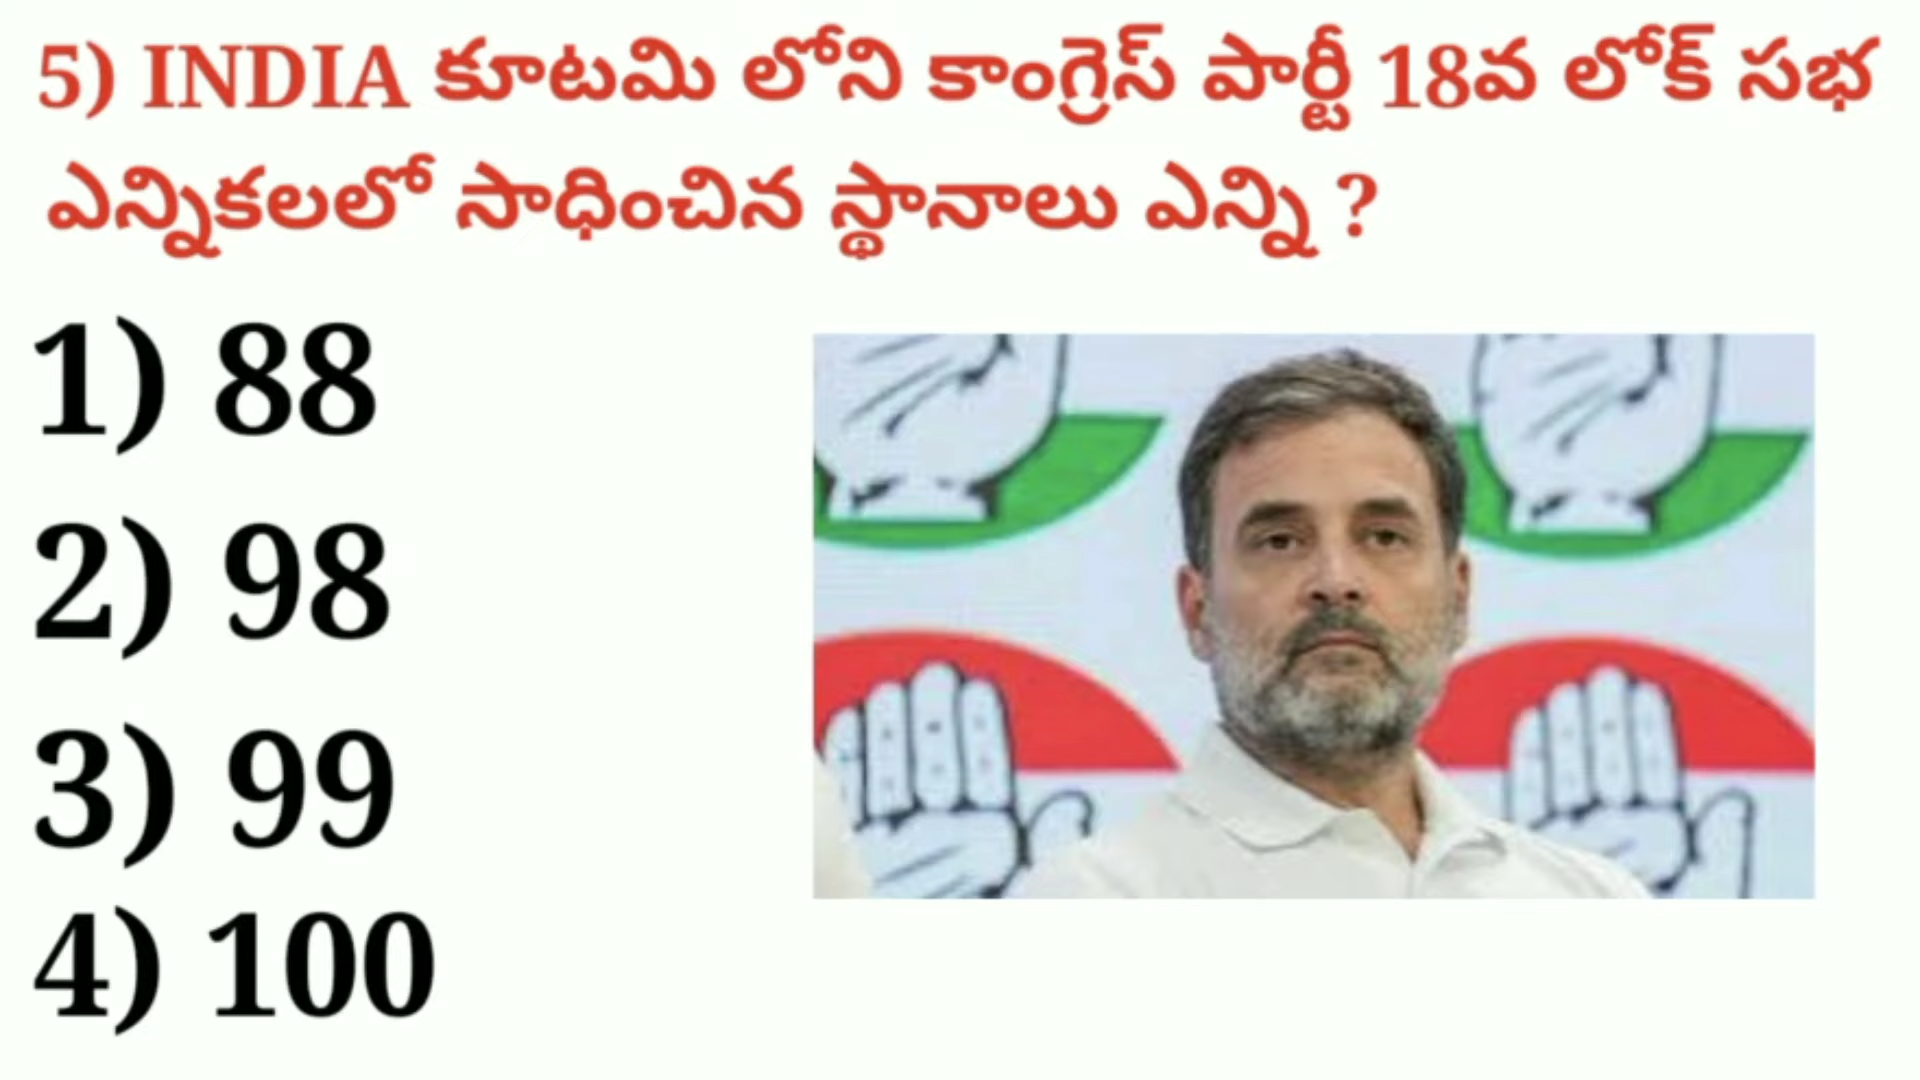 5) INDIA కూటమి లోని కాంగ్రెస్ పార్టీ 18వ లోక్ సభ
ఎన్నికలలో సాధించిన స్థానాలు ఎన్ని ?
1) 88
2) 98
3) 99
4) 100